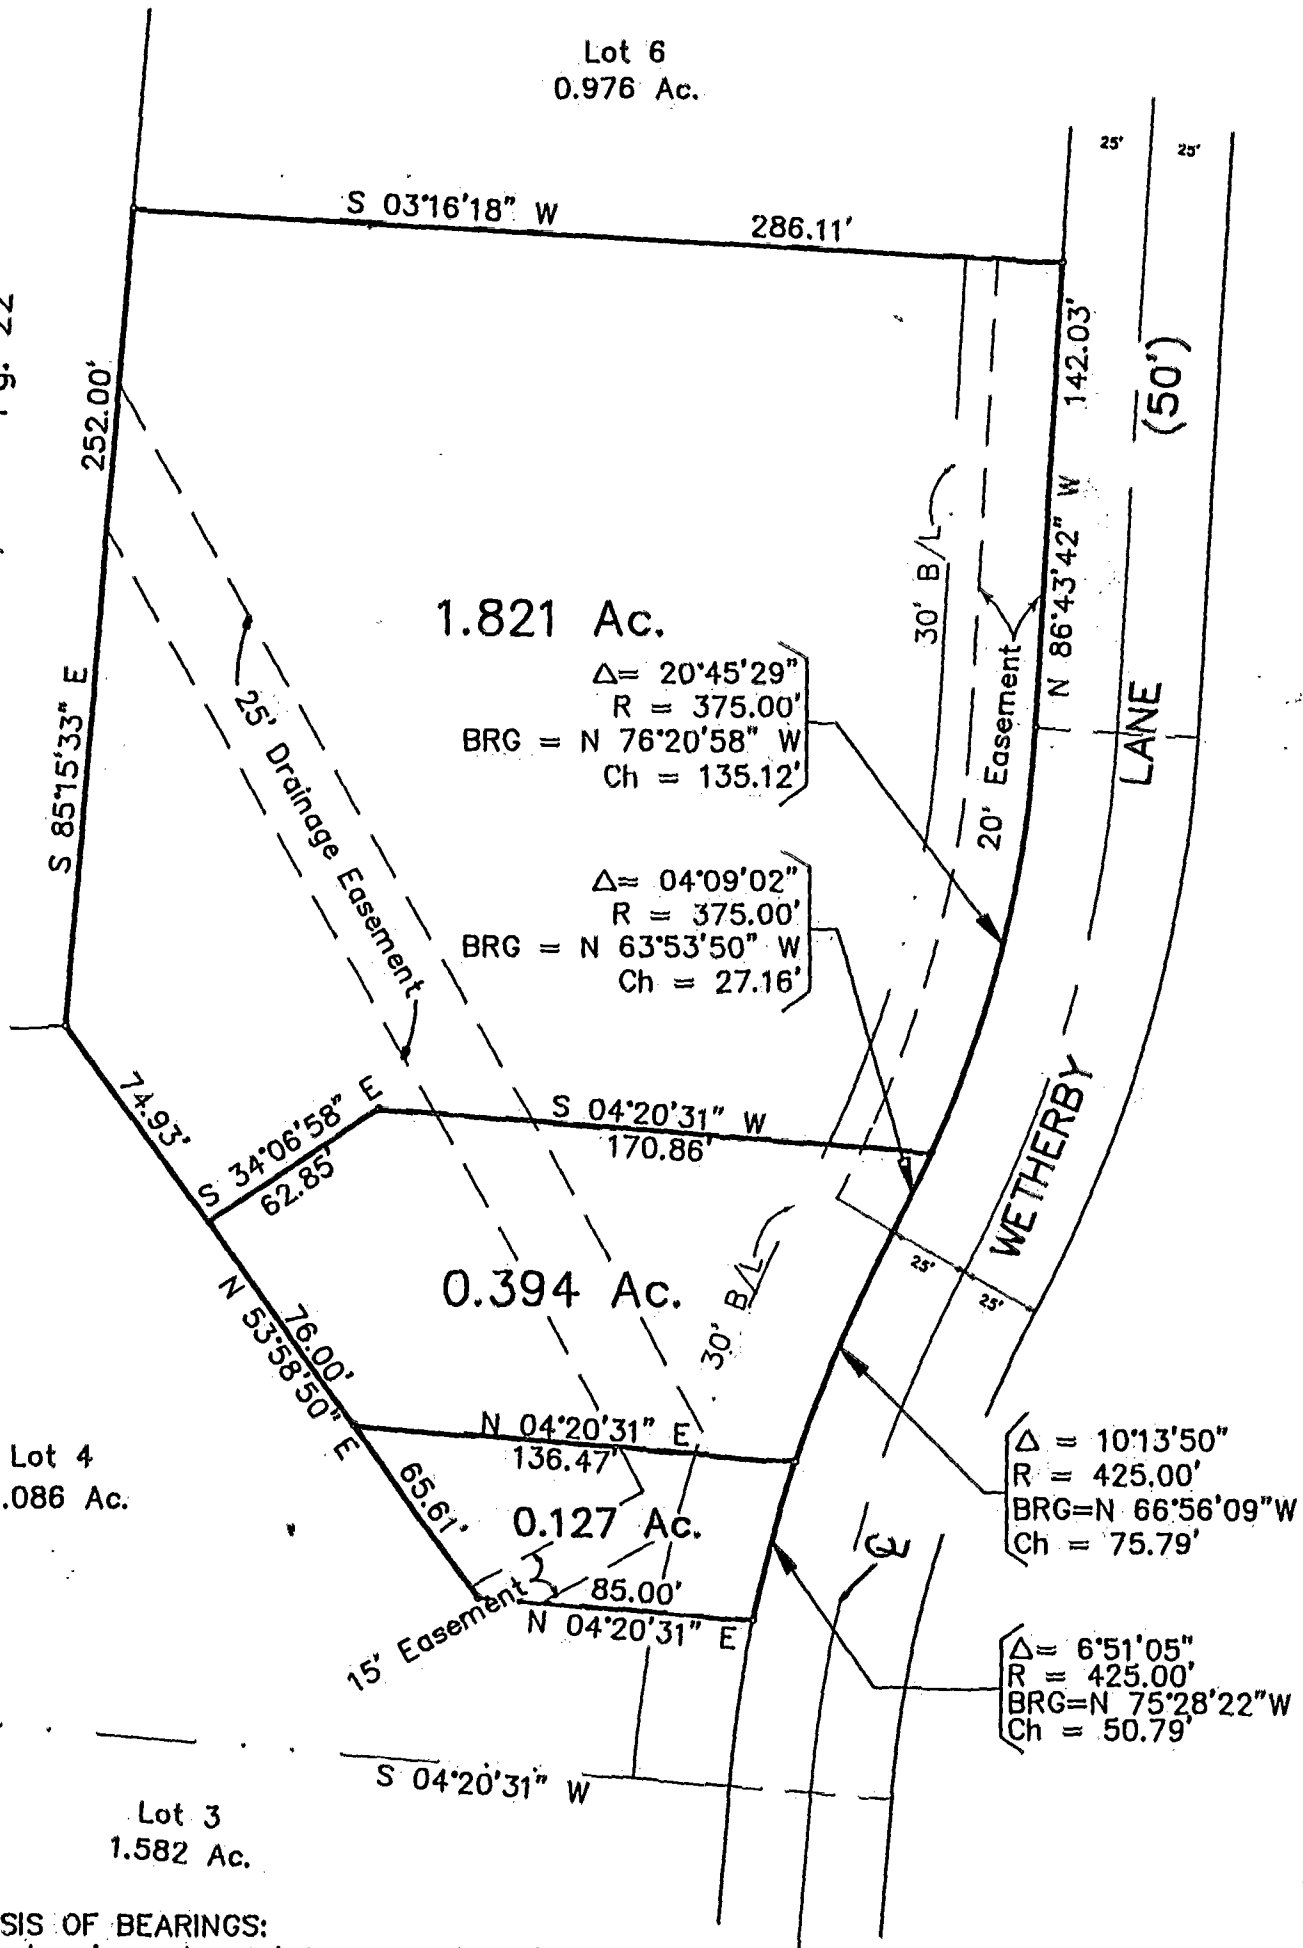 Lot 6
0.976 Ac.
25'
25'
S 03°16'18" W
286.11'
Pg. 22
252.00'
S 85°15'33" E
142.03'
N 86°43'42" W
(50')
LANE
WETHERBY
30' B/L
20' Easement
1.821 Ac.
Δ= 20°45'29"
R = 375.00'
BRG = N 76°20'58" W
Ch = 135.12'
25' Drainage Easement
Δ= 04°09'02"
R = 375.00'
BRG = N 63°53'50" W
Ch = 27.16'
74.93'
S 34°06'58" E
62.85'
S 04°20'31" W
170.86'
25'
25'
0.394 Ac.
30' B/L
76.00'
N 53°58'50" E
N 04°20'31" E
136.47'
Δ = 10°13'50"
R = 425.00'
BRG=N 66°56'09"W
Ch = 75.79'
Lot 4
.086 Ac.
65.61'
0.127 Ac.
3
85.00'
N 04°20'31" E
15' Easement
Δ= 6°51'05"
R = 425.00'
BRG=N 75°28'22"W
Ch = 50.79'
S 04°20'31" W
Lot 3
1.582 Ac.
SIS OF BEARINGS: